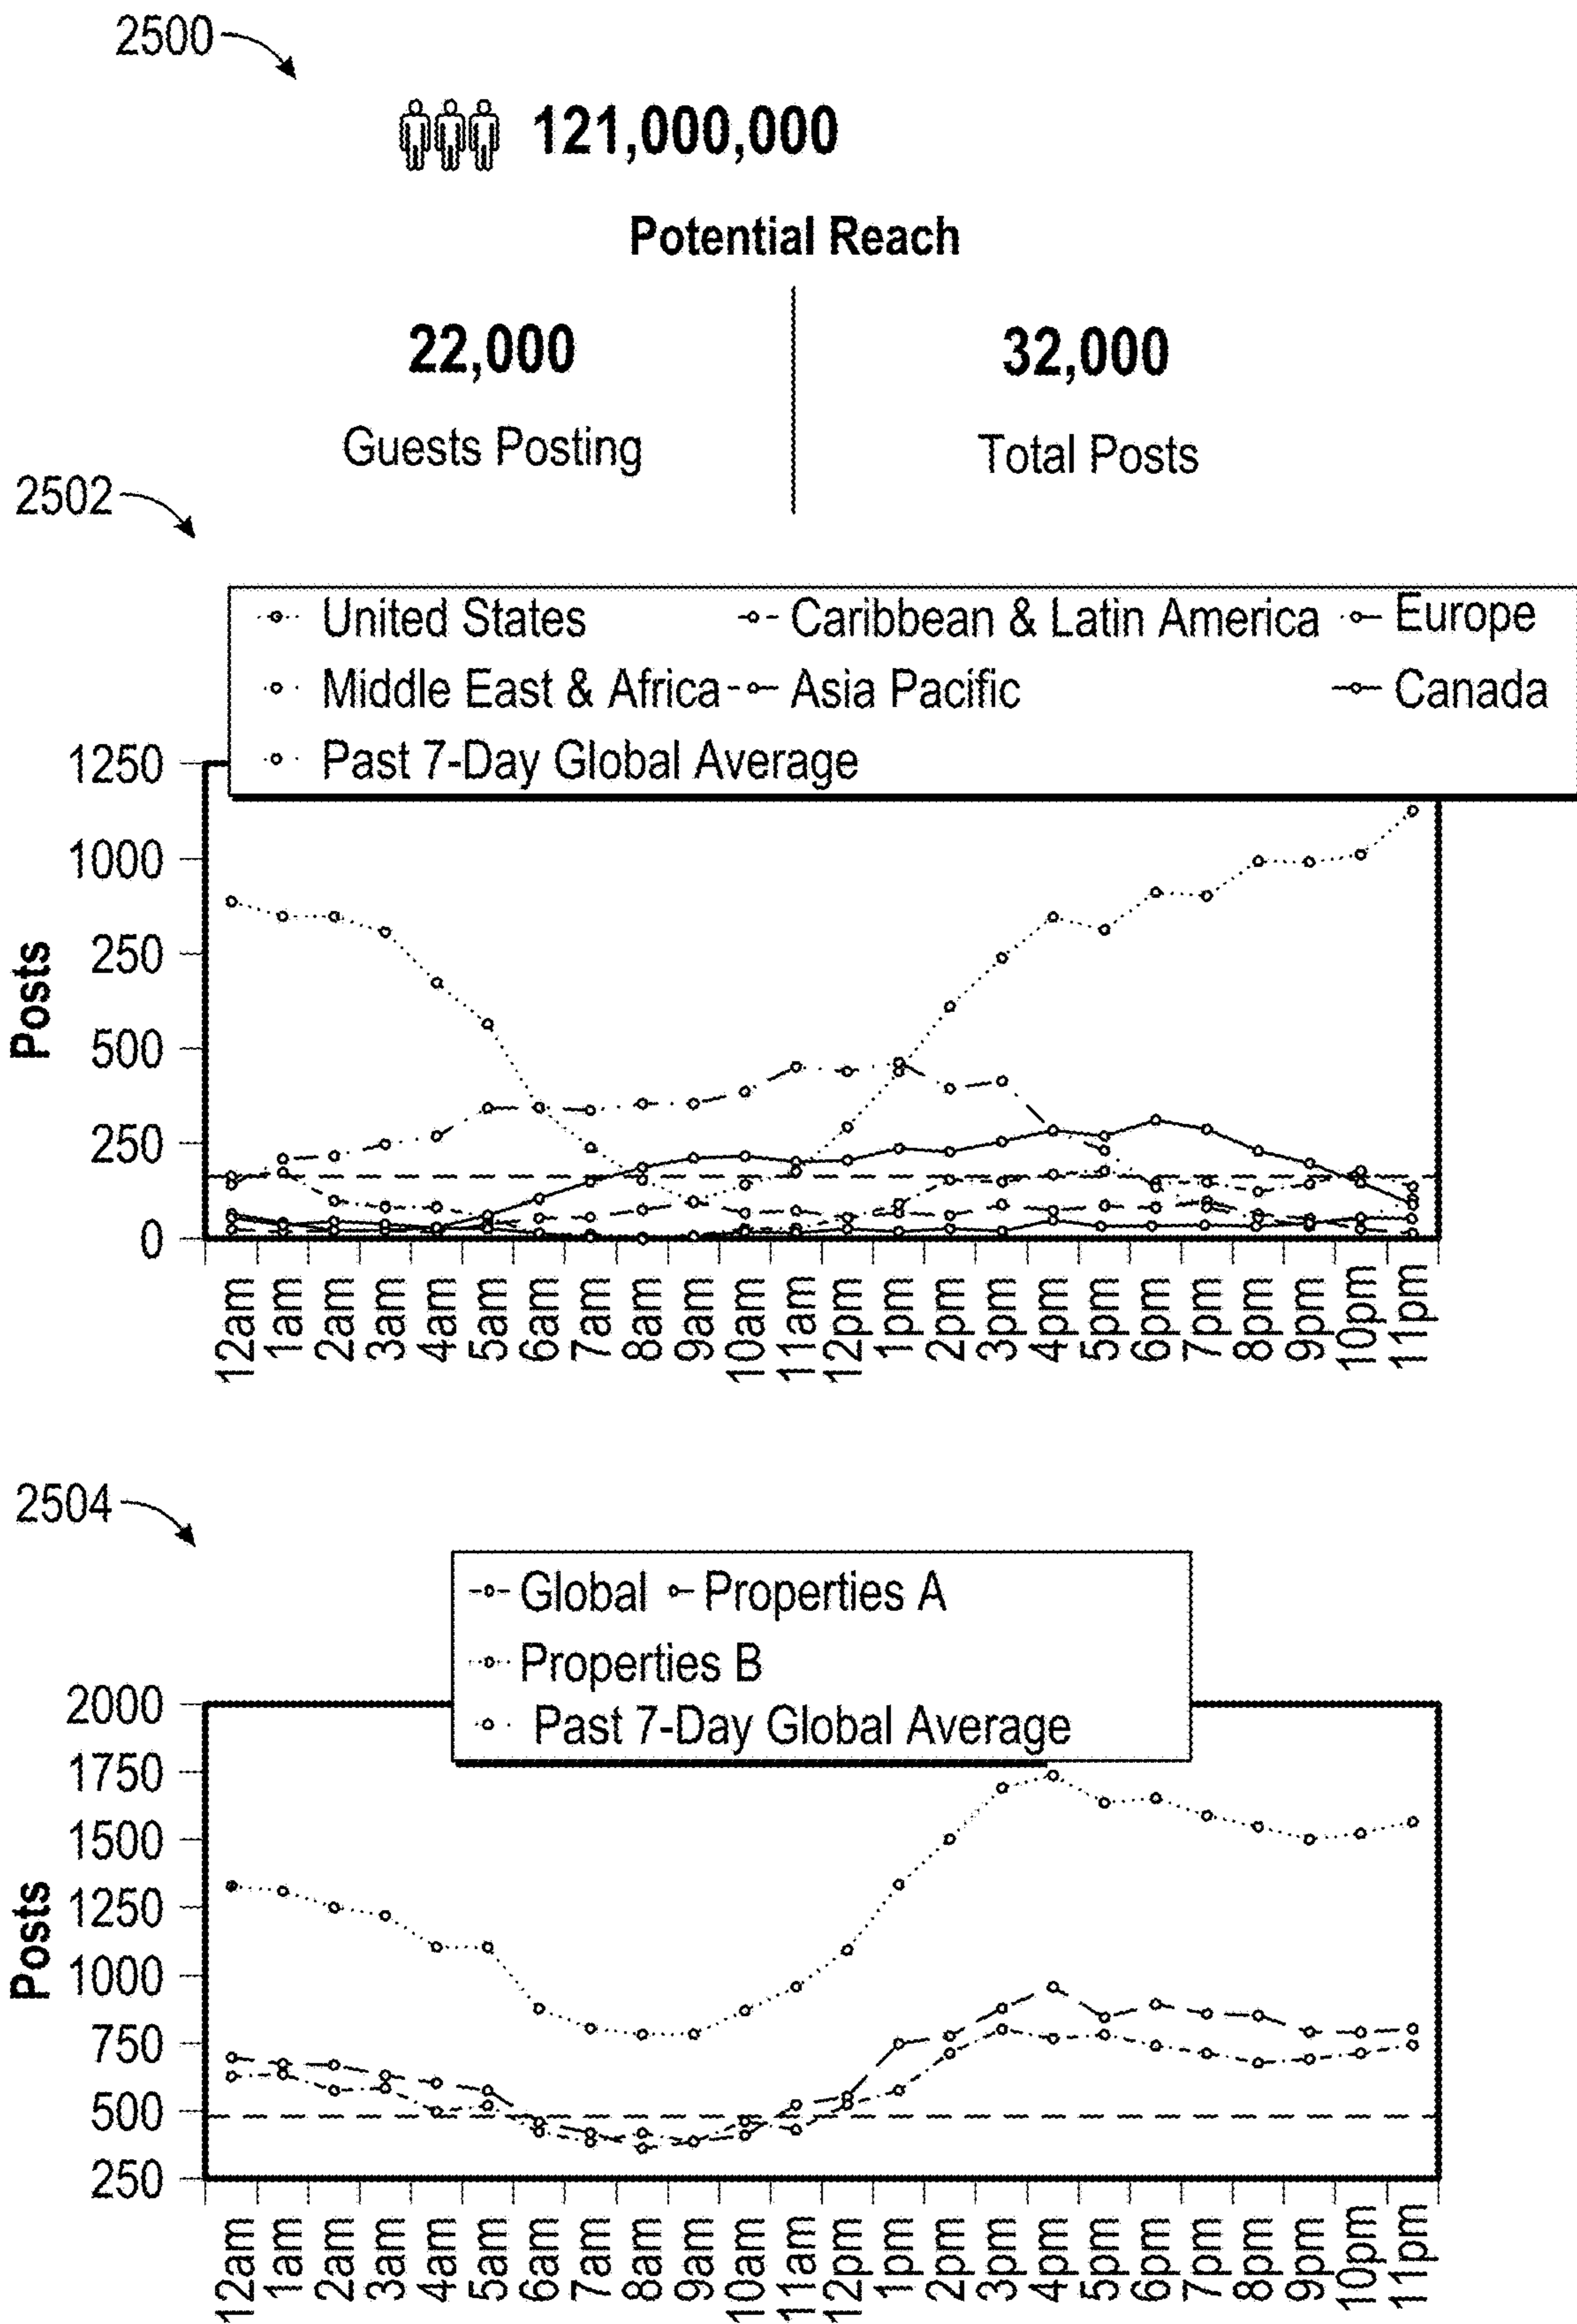 2500
121,000,000
Potential Reach
22,000
32,000
Guests Posting
Total Posts
2502
United States Caribbean & Latin America Europe
Middle East & Africa Asia Pacific Canada
Past 7-Day Global Average
1250
1000
250
500
250
0
Posts
12am 1am 2am 3am 4am 5am 6am 7am 8am 9am 10am 11am 12pm 1pm 2pm 3pm 4pm 5pm 6pm 7pm 8pm 9pm 10pm 11pm
2504
Global Properties A
Properties B
Past 7-Day Global Average
2000
1750
1500
1250
1000
750
500
250
Posts
12am 1am 2am 3am 4am 5am 6am 7am 8am 9am 10am 11am 12pm 1pm 2pm 3pm 4pm 5pm 6pm 7pm 8pm 9pm 10pm 11pm